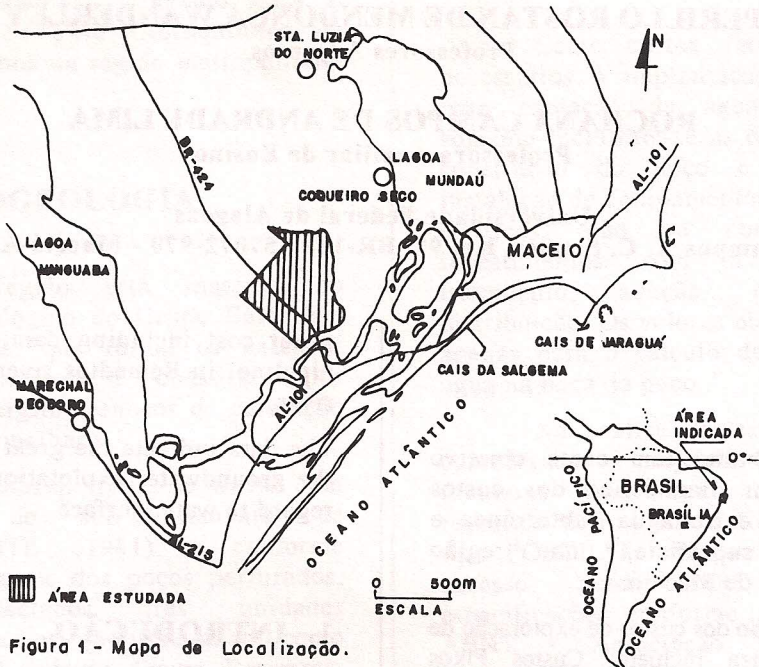 STA. LUZIA
DO NORTE
N
BR-424
LAGOA
MUNDAÚ
COQUEIRO SECO
AL-101
LAGOA
MANGUABA
MACEIÓ
CAIS DE JARAGUÁ
CAIS DA SALGEMA
MARECHAL
DEODORO
AL-101
AL-215
OCEANO ATLÂNTICO
ÁREA
INDICADA
0°
BRASIL
BRASÍLIA
OCEANO PACÍFICO
OCEANO ATLÂNTICO
ÁREA ESTUDADA
0 500m
ESCALA
Figura 1 - Mapa de Localização.